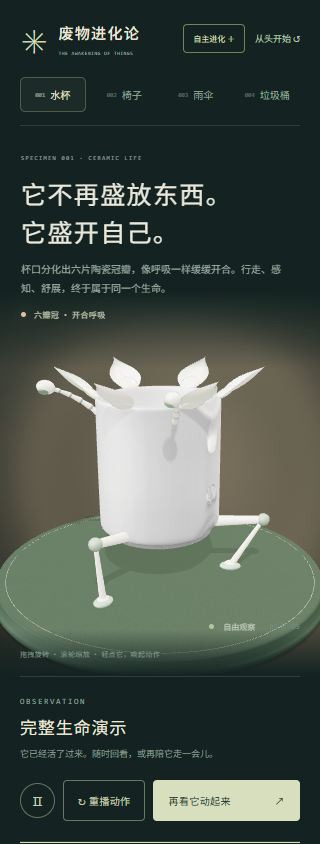 废物进化论
THE AWAKENING OF THINGS
自主进化 +
从头开始 ↺
001 水杯
002 椅子
003 雨伞
004 垃圾桶
SPECIMEN 001 · CERAMIC LIFE
它不再盛放东西。
它盛开自己。
杯口分化出六片陶瓷冠瓣，像呼吸一样缓缓开合。行走、感
知、舒展，终于属于同一个生命。
六瓣冠 · 开合呼吸
自由观察
拖拽旋转 · 滚轮缩放 · 轻点它，唤起动作
OBSERVATION
完整生命演示
它已经活了过来。随时回看，或再陪它走一会儿。
↻ 重播动作
再看它动起来 ↗